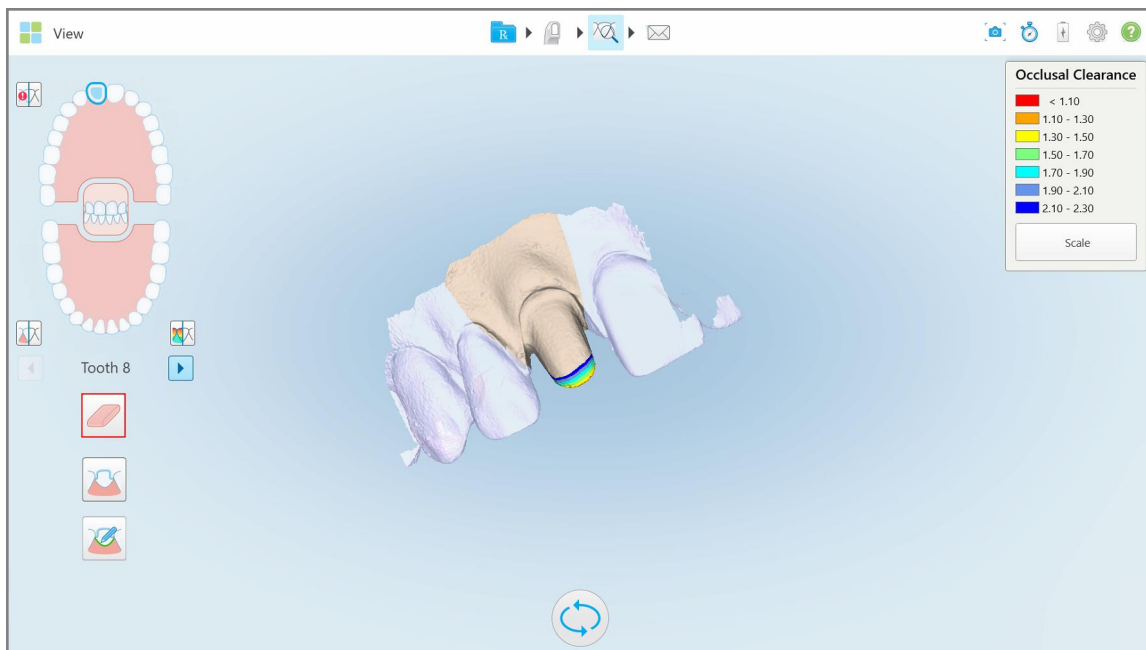 View
R
Occlusal Clearance
< 1.10
1.10 - 1.30
1.30 - 1.50
1.50 - 1.70
1.70 - 1.90
1.90 - 2.10
2.10 - 2.30
Scale
Tooth 8